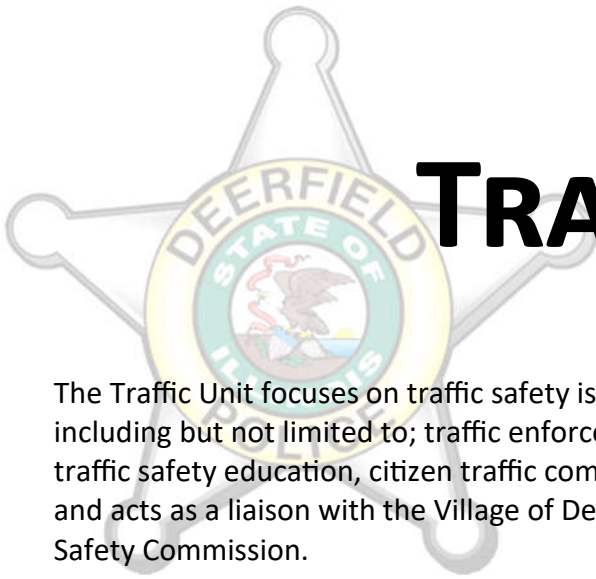 TRA
DEERFIELD
STATE OF
ILLINOIS
POLICE
The Traffic Unit focuses on traffic safety is
including but not limited to; traffic enforc
traffic safety education, citizen traffic com
and acts as a liaison with the Village of De
Safety Commission.